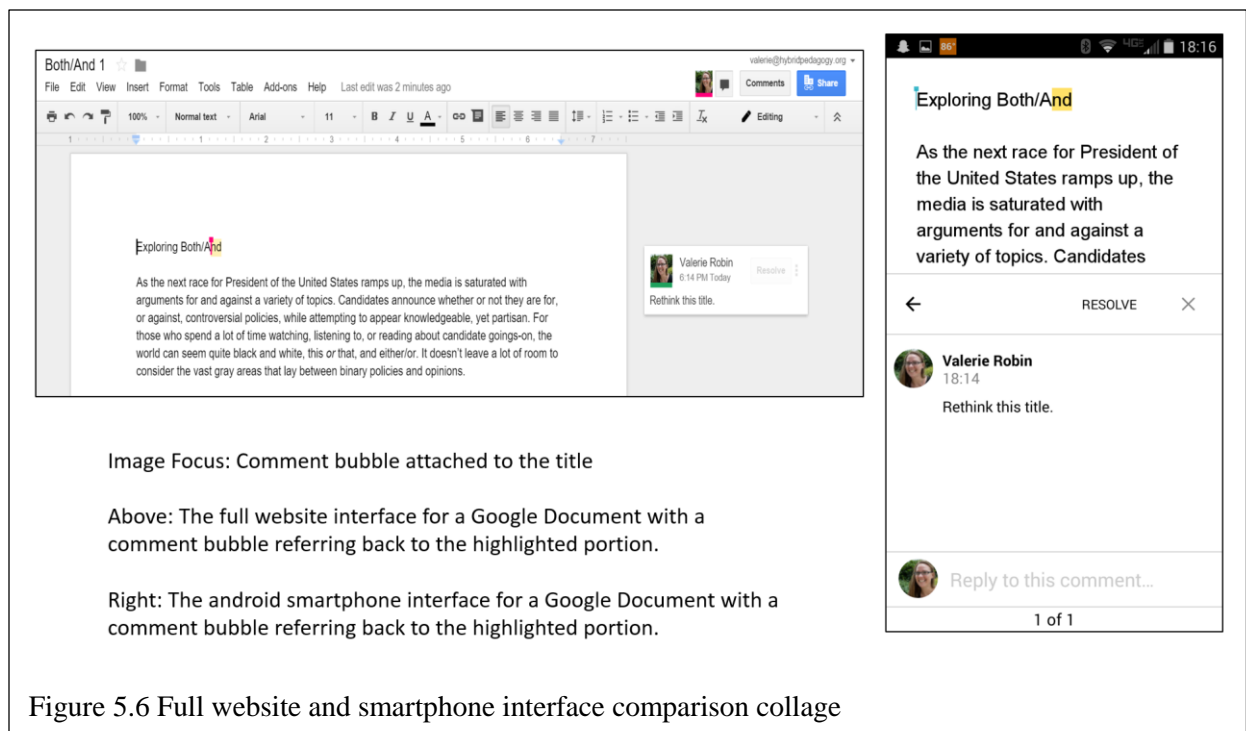 Both/And 1
valerie@hybridpedagogy.org
File Edit View Insert Format Tools Table Add-ons Help Last edit was 2 minutes ago
Comments Share
100% Normal text Arial 11 B I U A Editing
1 1 2 3 4 5 6 7
Exploring Both/And
As the next race for President of the United States ramps up, the media is saturated with
arguments for and against a variety of topics. Candidates announce whether or not they are for,
or against, controversial policies, while attempting to appear knowledgeable, yet partisan. For
those who spend a lot of time watching, listening to, or reading about candidate goings-on, the
world can seem quite black and white, this or that, and either/or. It doesn't leave a lot of room to
consider the vast gray areas that lay between binary policies and opinions.
Valerie Robin
6:14 PM Today
Resolve
Rethink this title.
86° 4G 18:16
Exploring Both/And
As the next race for President of
the United States ramps up, the
media is saturated with
arguments for and against a
variety of topics. Candidates
RESOLVE
Valerie Robin
18:14
Rethink this title.
Reply to this comment...
1 of 1
Image Focus: Comment bubble attached to the title
Above: The full website interface for a Google Document with a
comment bubble referring back to the highlighted portion.
Right: The android smartphone interface for a Google Document with a
comment bubble referring back to the highlighted portion.
Figure 5.6 Full website and smartphone interface comparison collage